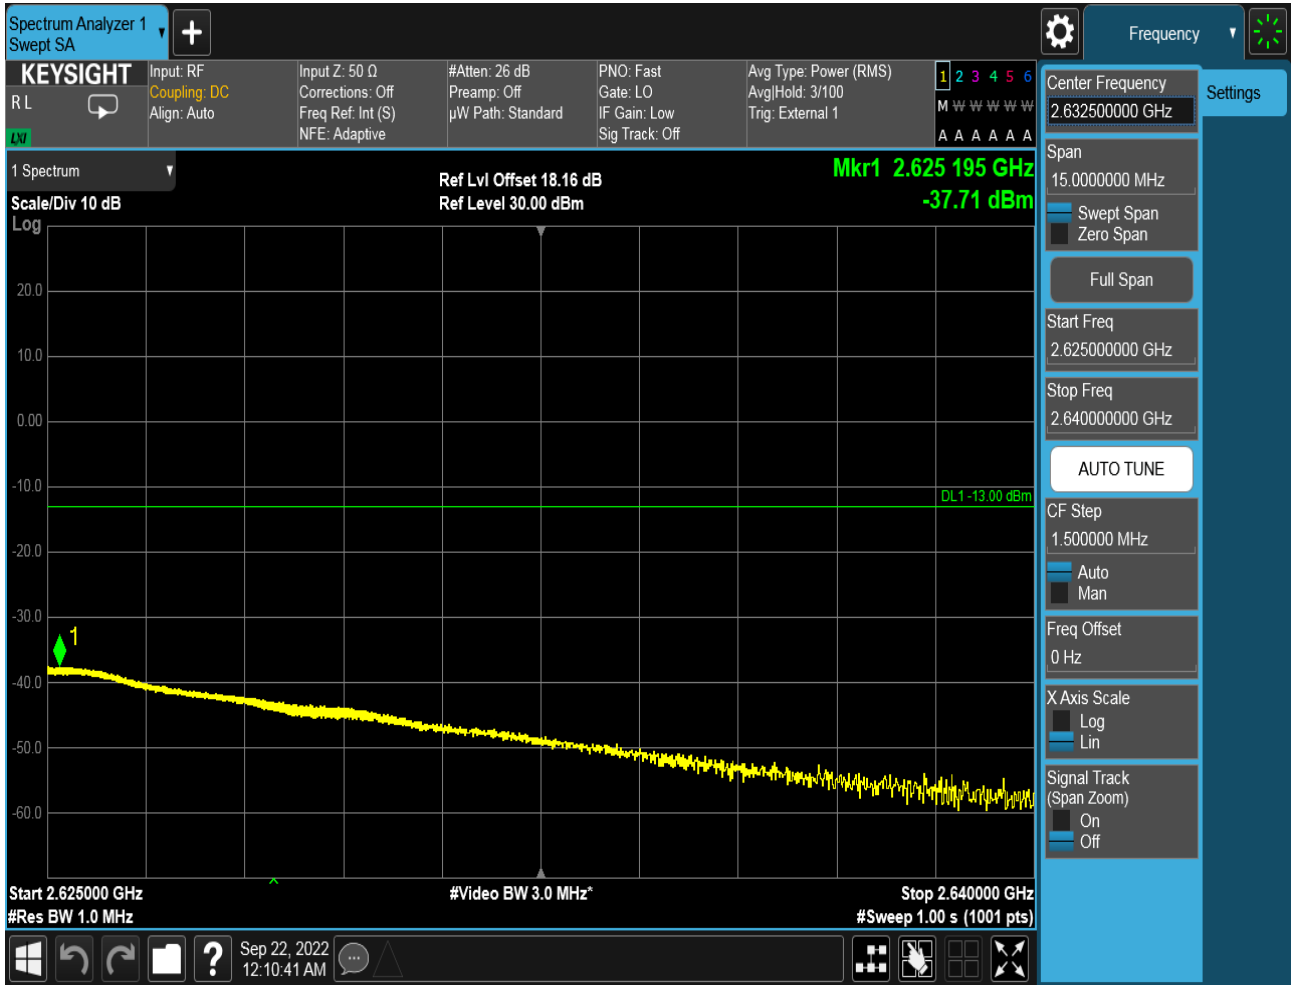 Spectrum Analyzer 1
Swept SA
Frequency
KEYSIGHT
R L
LXI
Input: RF
Coupling: DC
Align: Auto
Input Z: 50 Ω
Corrections: Off
Freq Ref: Int (S)
NFE: Adaptive
#Atten: 26 dB
Preamp: Off
µW Path: Standard
PNO: Fast
Gate: LO
IF Gain: Low
Sig Track: Off
Avg Type: Power (RMS)
Avg|Hold: 3/100
Trig: External 1
1 2 3 4 5 6
M W W W W W
A A A A A A
1 Spectrum
Scale/Div 10 dB
Log
Ref Lvl Offset 18.16 dB
Ref Level 30.00 dBm
Mkr1 2.625 195 GHz
-37.71 dBm
20.0
10.0
0.00
-10.0
-20.0
-30.0
-40.0
-50.0
-60.0
DL1 -13.00 dBm
1
Start 2.625000 GHz
#Res BW 1.0 MHz
#Video BW 3.0 MHz*
Stop 2.640000 GHz
#Sweep 1.00 s (1001 pts)
Sep 22, 2022
12:10:41 AM
Center Frequency
2.632500000 GHz
Settings
Span
15.0000000 MHz
Swept Span
Zero Span
Full Span
Start Freq
2.625000000 GHz
Stop Freq
2.640000000 GHz
AUTO TUNE
CF Step
1.500000 MHz
Auto
Man
Freq Offset
0 Hz
X Axis Scale
Log
Lin
Signal Track
(Span Zoom)
On
Off